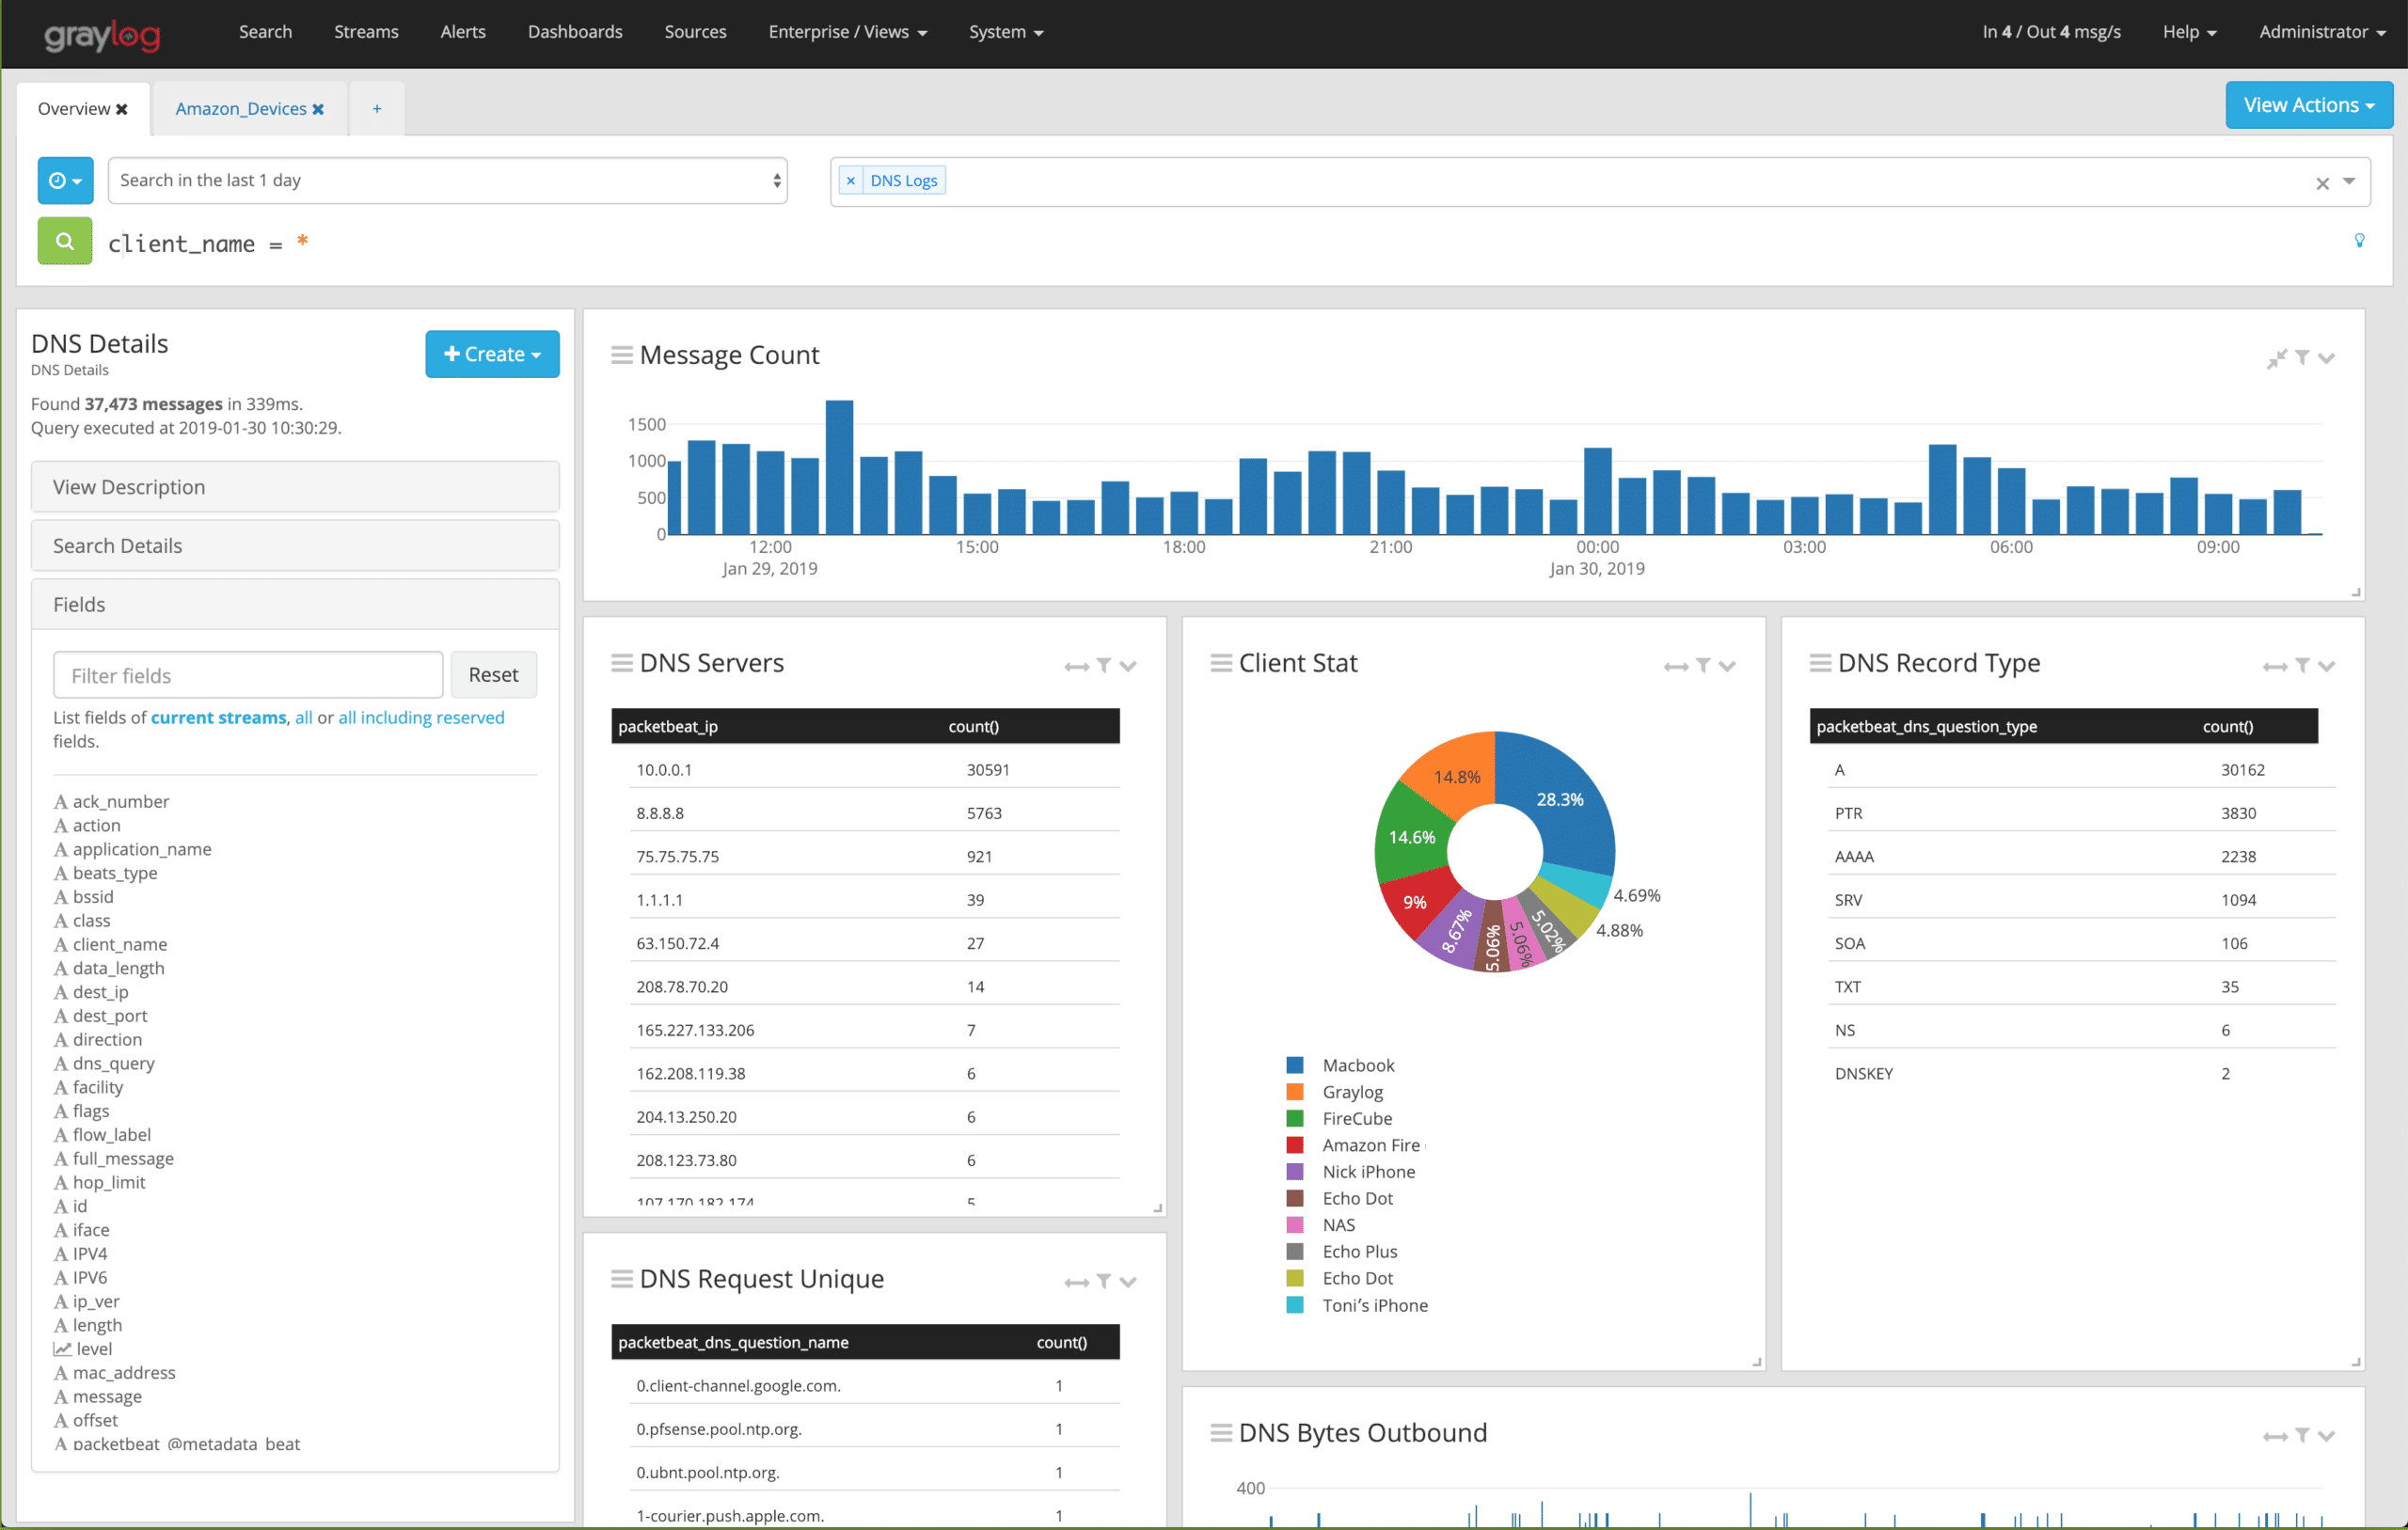 graylog
Search Streams Alerts Dashboards Sources Enterprise / Views System
In 4 / Out 4 msg/s Help Administrator
Overview
Amazon_Devices
+
View Actions
Search in the last 1 day
× DNS Logs
client_name = *
DNS Details
DNS Details
Create
Found 37,473 messages in 339ms.
Query executed at 2019-01-30 10:30:29.
View Description
Search Details
Fields
Filter fields
Reset
List fields of current streams, all or all including reserved
fields.
A ack_number
A action
A application_name
A beats_type
A bssid
A class
A client_name
A data_length
A dest_ip
A dest_port
A direction
A dns_query
A facility
A flags
A flow_label
A full_message
A hop_limit
A id
A iface
A IPV4
A IPV6
A ip_ver
A length
level
A mac_address
A message
A offset
A packetbeat_@metadata_beat
Message Count
1500
1000
500
0
12:00 15:00 18:00 21:00 00:00 03:00 06:00 09:00
Jan 29, 2019 Jan 30, 2019
DNS Servers
packetbeat_ip count()
10.0.0.1 30591
8.8.8.8 5763
75.75.75.75 921
1.1.1.1 39
63.150.72.4 27
208.78.70.20 14
165.227.133.206 7
162.208.119.38 6
204.13.250.20 6
208.123.73.80 6
107.170.182.174 5
Client Stat
28.3%
14.8%
14.6%
9%
8.67%
5.06%
5.06%
5.02%
4.88%
4.69%
Macbook
Graylog
FireCube
Amazon Fire
Nick iPhone
Echo Dot
NAS
Echo Plus
Echo Dot
Toni's iPhone
DNS Record Type
packetbeat_dns_question_type count()
A 30162
PTR 3830
AAAA 2238
SRV 1094
SOA 106
TXT 35
NS 6
DNSKEY 2
DNS Request Unique
packetbeat_dns_question_name count()
0.client-channel.google.com. 1
0.pfsense.pool.ntp.org. 1
0.ubnt.pool.ntp.org. 1
1-courier.push.apple.com. 1
DNS Bytes Outbound
400